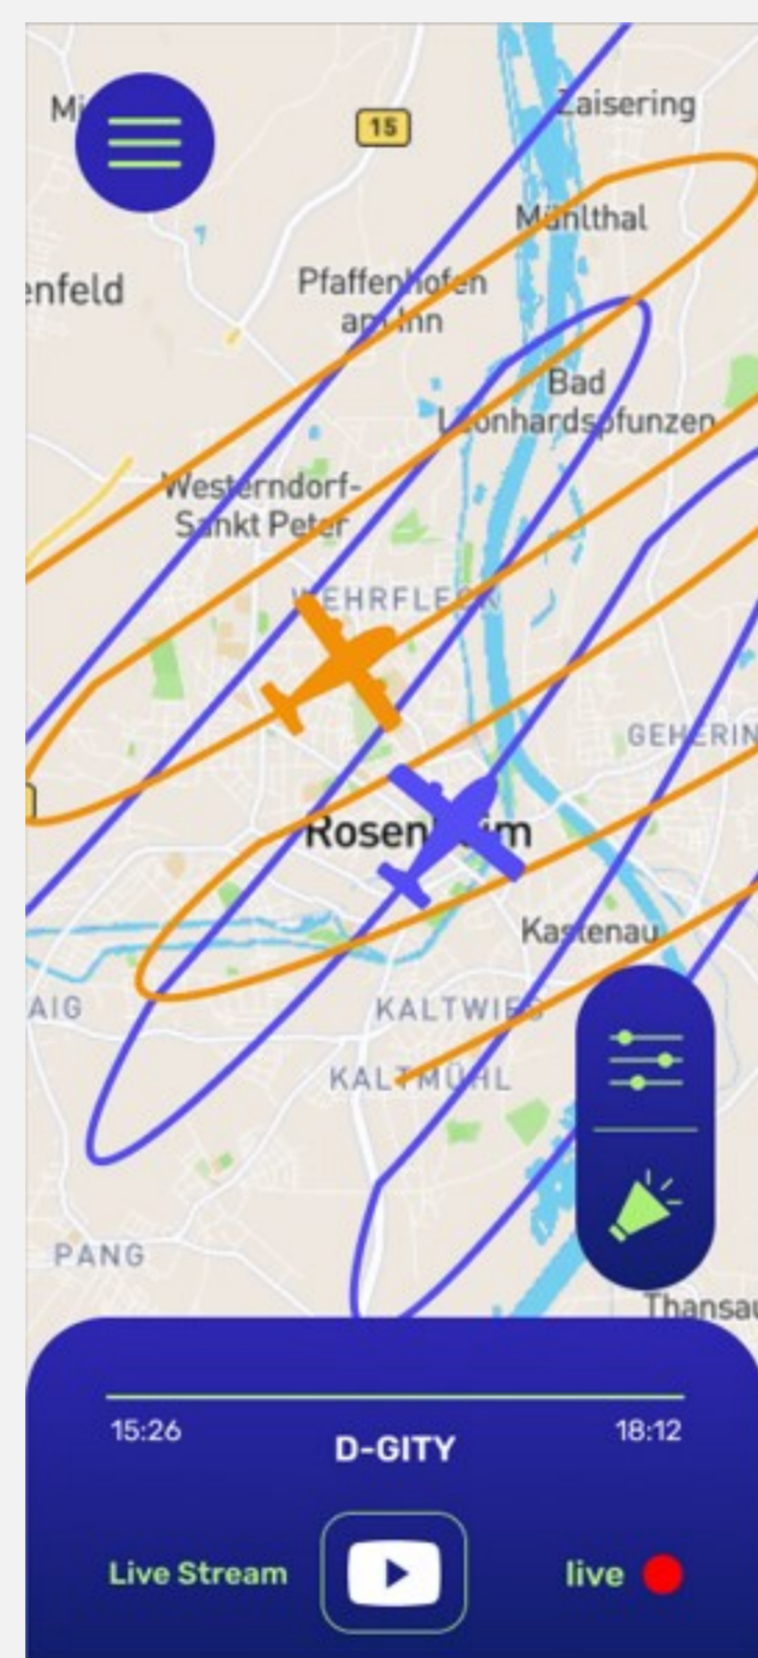 Zaisering
15
Mühlthal
enfeld
Pfaffenhofen
am Inn
Bad
Leonhardspfunzen
Westerndorf-
Sankt Peter
GEHERIN
Rosenheim
Kastenau
AIG
KALTWIES
KALTMÜHL
PANG
Thansau
15:26
18:12
D-GITY
Live Stream
live